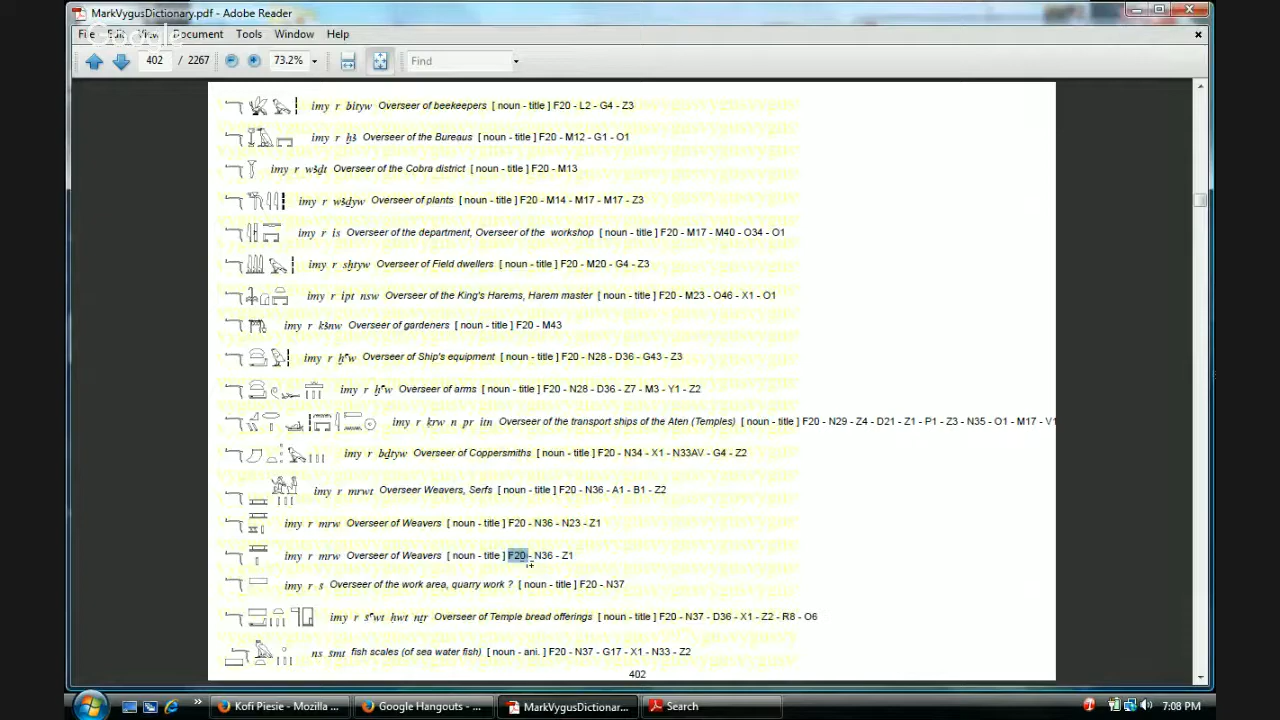 MarkVygusDictionary.pdf - Adobe Reader
File Edit View Document Tools Window Help
Google
402 / 2267 73.2% Find
imy r bityw Overseer of beekeepers [ noun - title ] F20 - L2 - G4 - Z3
imy r ḫꜣ Overseer of the Bureaus [ noun - title ] F20 - M12 - G1 - O1
imy r wꜣḏt Overseer of the Cobra district [ noun - title ] F20 - M13
imy r wꜣḏyw Overseer of plants [ noun - title ] F20 - M14 - M17 - M17 - Z3
imy r is Overseer of the department, Overseer of the workshop [ noun - title ] F20 - M17 - M40 - O34 - O1
imy r sḫtyw Overseer of Field dwellers [ noun - title ] F20 - M20 - G4 - Z3
imy r ipt nsw Overseer of the King's Harems, Harem master [ noun - title ] F20 - M23 - O46 - X1 - O1
imy r kꜣnw Overseer of gardeners [ noun - title ] F20 - M43
imy r ḫꜥw Overseer of Ship's equipment [ noun - title ] F20 - N28 - D36 - G43 - Z3
imy r ḫꜥw Overseer of arms [ noun - title ] F20 - N28 - D36 - Z7 - M3 - Y1 - Z2
imy r krw n pr itn Overseer of the transport ships of the Aten (Temples) [ noun - title ] F20 - N29 - Z4 - D21 - Z1 - P1 - Z3 - N35 - O1 - M17 - V1
imy r bdtyw Overseer of Coppersmiths [ noun - title ] F20 - N34 - X1 - N33AV - G4 - Z2
imy r mrwt Overseer Weavers, Serfs [ noun - title ] F20 - N36 - A1 - B1 - Z2
imy r mrw Overseer of Weavers [ noun - title ] F20 - N36 - N23 - Z1
imy r mrw Overseer of Weavers [ noun - title ] F20 - N36 - Z1
imy r s Overseer of the work area, quarry work ? [ noun - title ] F20 - N37
imy r šꜥwt ḥwt nṯr Overseer of Temple bread offerings [ noun - title ] F20 - N37 - D36 - X1 - Z2 - R8 - O6
ns šmt fish scales (of sea water fish) [ noun - ani. ] F20 - N37 - G17 - X1 - N33 - Z2
402
Kofi Piesie - Mozilla ... Google Hangouts - ... MarkVygusDictionary... Search 7:08 PM